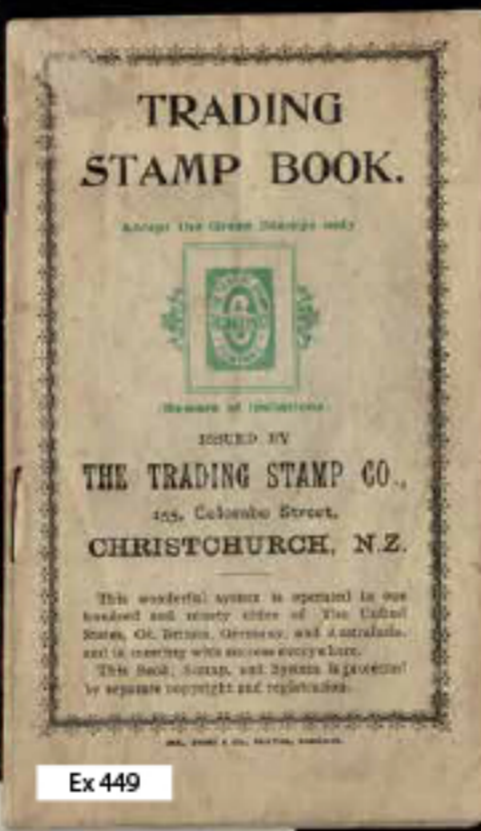 TRADING
STAMP BOOK.
Accept the Green Stamps only
Beware of Imitations
ISSUED BY
THE TRADING STAMP CO.,
Colombo Street,
CHRISTCHURCH, N.Z.
This wonderful system is operated in one
hundred and ninety cities of The United
States, Gt. Britain, Germany, and Australasia,
and is meeting with success everywhere.
This Book, Stamp, and System is protected
by separate copyright and registration.
Ex 449